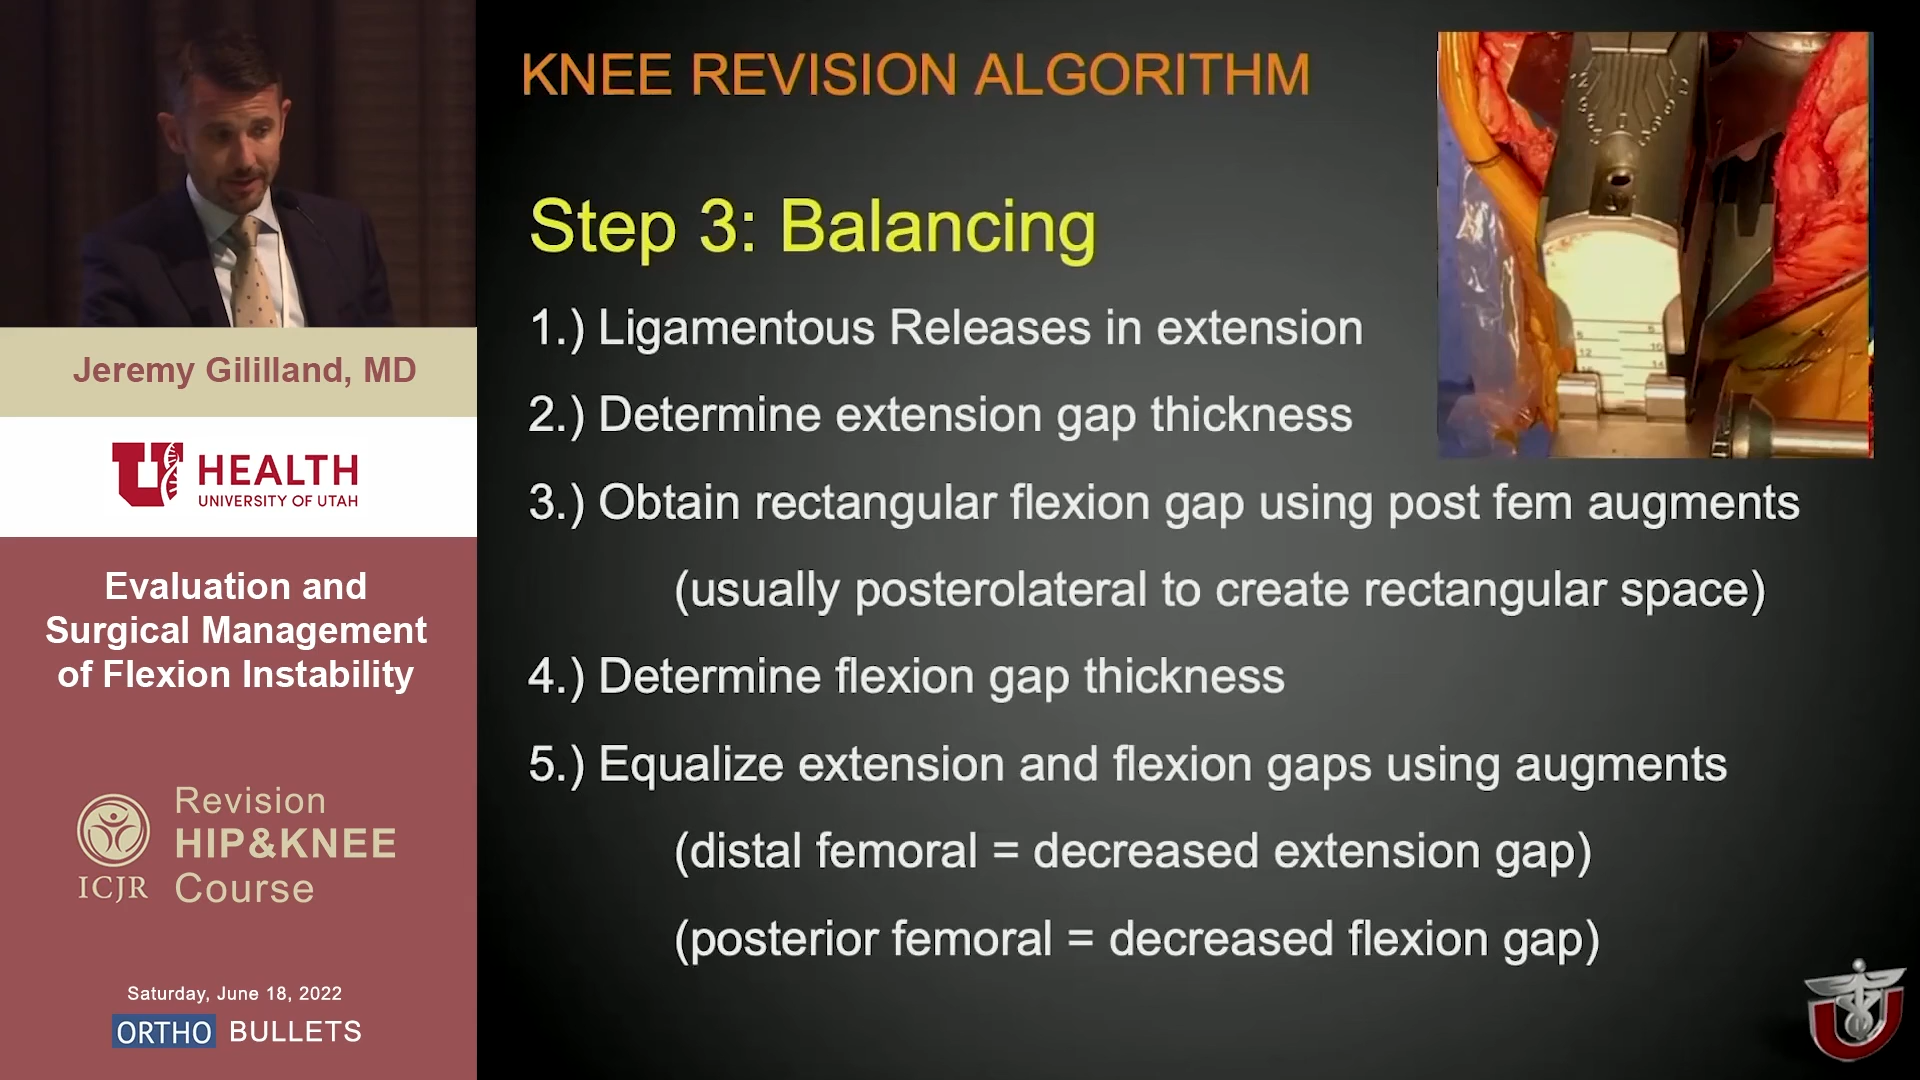 KNEE REVISION ALGORITHM
Step 3: Balancing
1.) Ligamentous Releases in extension
2.) Determine extension gap thickness
3.) Obtain rectangular flexion gap using post fem augments
(usually posterolateral to create rectangular space)
4.) Determine flexion gap thickness
5.) Equalize extension and flexion gaps using augments
(distal femoral = decreased extension gap)
(posterior femoral = decreased flexion gap)
Jeremy Gililland, MD
U HEALTH
UNIVERSITY OF UTAH
Evaluation and
Surgical Management
of Flexion Instability
ICJR
Revision
HIP&KNEE
Course
Saturday, June 18, 2022
ORTHO BULLETS